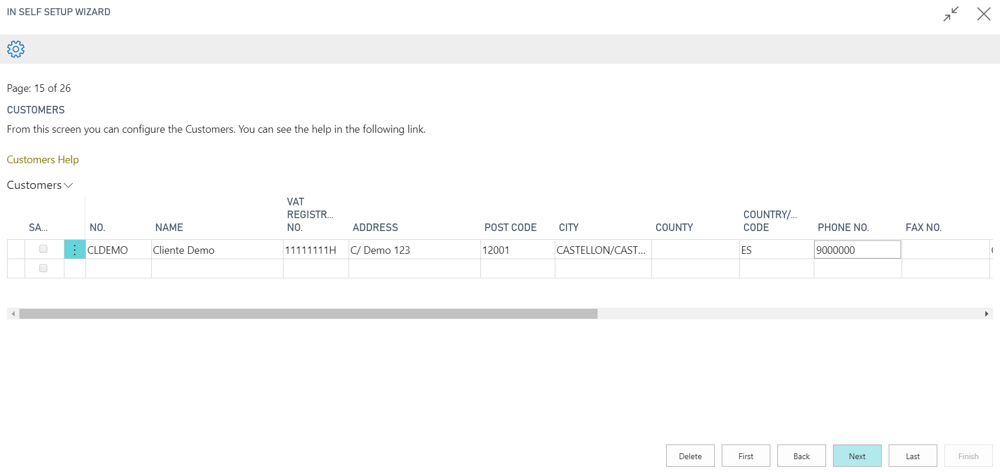 IN SELF SETUP WIZARD
Page: 15 of 26
CUSTOMERS
From this screen you can configure the Customers. You can see the help in the following link.
Customers Help
Customers
SA... NO. NAME VAT REGISTR... NO. ADDRESS POST CODE CITY COUNTY COUNTRY/... CODE PHONE NO. FAX NO.
CLDEMO Cliente Demo 11111111H C/ Demo 123 12001 CASTELLON/CAST... ES 9000000
Delete First Back Next Last Finish